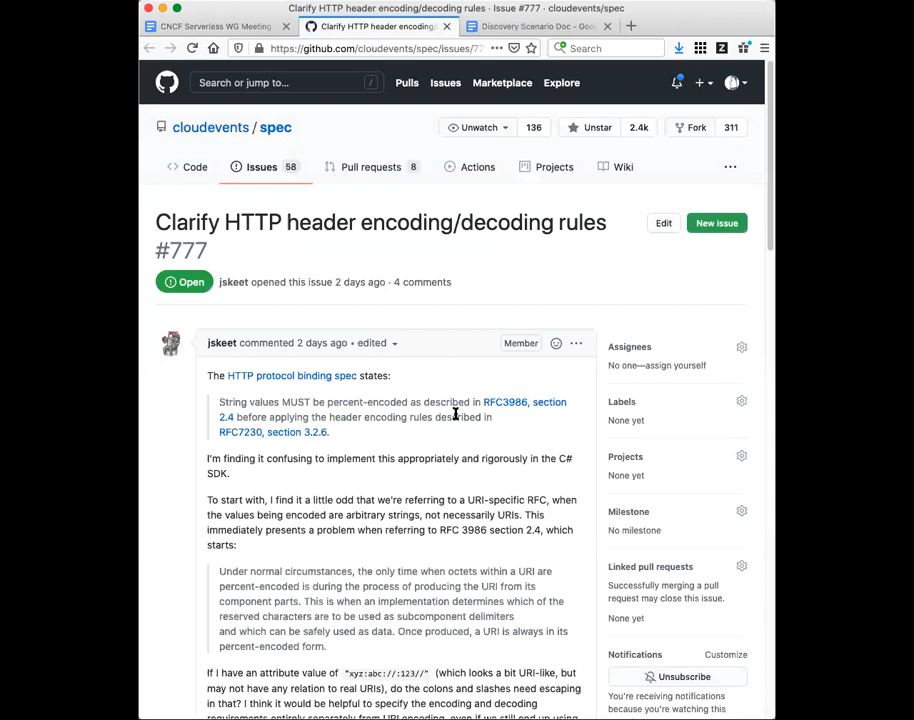 Clarify HTTP header encoding/decoding rules · Issue #777 · cloudevents/spec
CNCF Serverless WG Meeting
Clarify HTTP header encoding/
Discovery Scenario Doc - Goo
https://github.com/cloudevents/spec/issues/77
Search
Search or jump to...
/
Pulls
Issues
Marketplace
Explore
cloudevents / spec
Unwatch
136
Unstar
2.4k
Fork
311
Code
Issues 58
Pull requests 8
Actions
Projects
Wiki
Clarify HTTP header encoding/decoding rules
#777
Edit
New issue
Open
jskeet opened this issue 2 days ago · 4 comments
jskeet commented 2 days ago • edited
Member
The HTTP protocol binding spec states:
String values MUST be percent-encoded as described in RFC3986, section
2.4 before applying the header encoding rules described in
RFC7230, section 3.2.6.
I'm finding it confusing to implement this appropriately and rigorously in the C#
SDK.
To start with, I find it a little odd that we're referring to a URI-specific RFC, when
the values being encoded are arbitrary strings, not necessarily URIs. This
immediately presents a problem when referring to RFC 3986 section 2.4, which
starts:
Under normal circumstances, the only time when octets within a URI are
percent-encoded is during the process of producing the URI from its
component parts. This is when an implementation determines which of the
reserved characters are to be used as subcomponent delimiters
and which can be safely used as data. Once produced, a URI is always in its
percent-encoded form.
If I have an attribute value of "xyz:abc://:123//" (which looks a bit URI-like, but
may not have any relation to real URIs), do the colons and slashes need escaping
in that? I think it would be helpful to specify the encoding and decoding
requirements entirely separately from URI encoding, even if we still end up using
Assignees
No one—assign yourself
Labels
None yet
Projects
None yet
Milestone
No milestone
Linked pull requests
Successfully merging a pull
request may close this issue.
None yet
Notifications
Customize
Unsubscribe
You're receiving notifications
because you're watching this